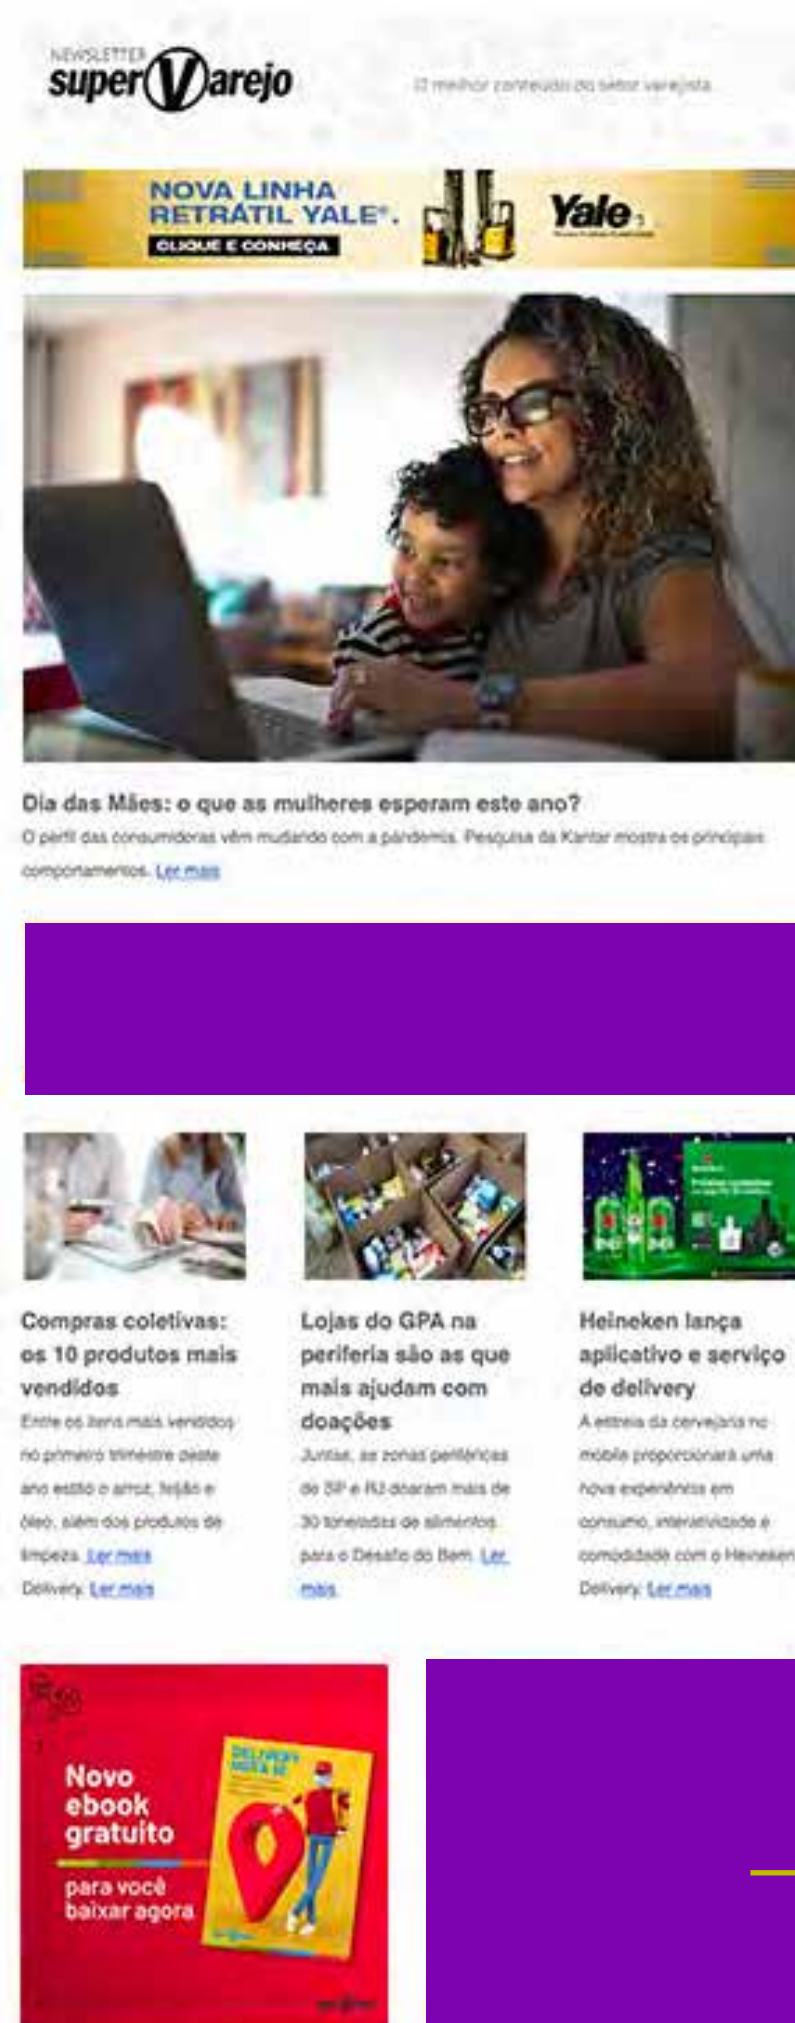 NEWSLETTER
superVarejo
O melhor conteúdo do setor varejista
NOVA LINHA
RETRÁTIL YALE®.
CLIQUE E CONHEÇA
Yale
Dia das Mães: o que as mulheres esperam este ano?
O perfil das consumidoras vêm mudando com a pandemia. Pesquisa da Kantar mostra os principais
comportamentos. Ler mais
Compras coletivas:
os 10 produtos mais
vendidos
Entre os itens mais vendidos
no primeiro trimestre deste
ano estão o arroz, feijão e
óleo, além dos produtos de
limpeza. Ler mais
Delivery. Ler mais
Lojas do GPA na
periferia são as que
mais ajudam com
doações
Juntas, as zonas periféricas
de SP e RJ doaram mais de
30 toneladas de alimentos
para o Desafio do Bem. Ler
mais
Heineken lança
aplicativo e serviço
de delivery
A estreia da cervejaria no
mobile proporcionará uma
nova experiência em
consumo, interatividade e
comodidade com o Heineken
Delivery. Ler mais
Novo
ebook
gratuito
para você
baixar agora
DELIVERY